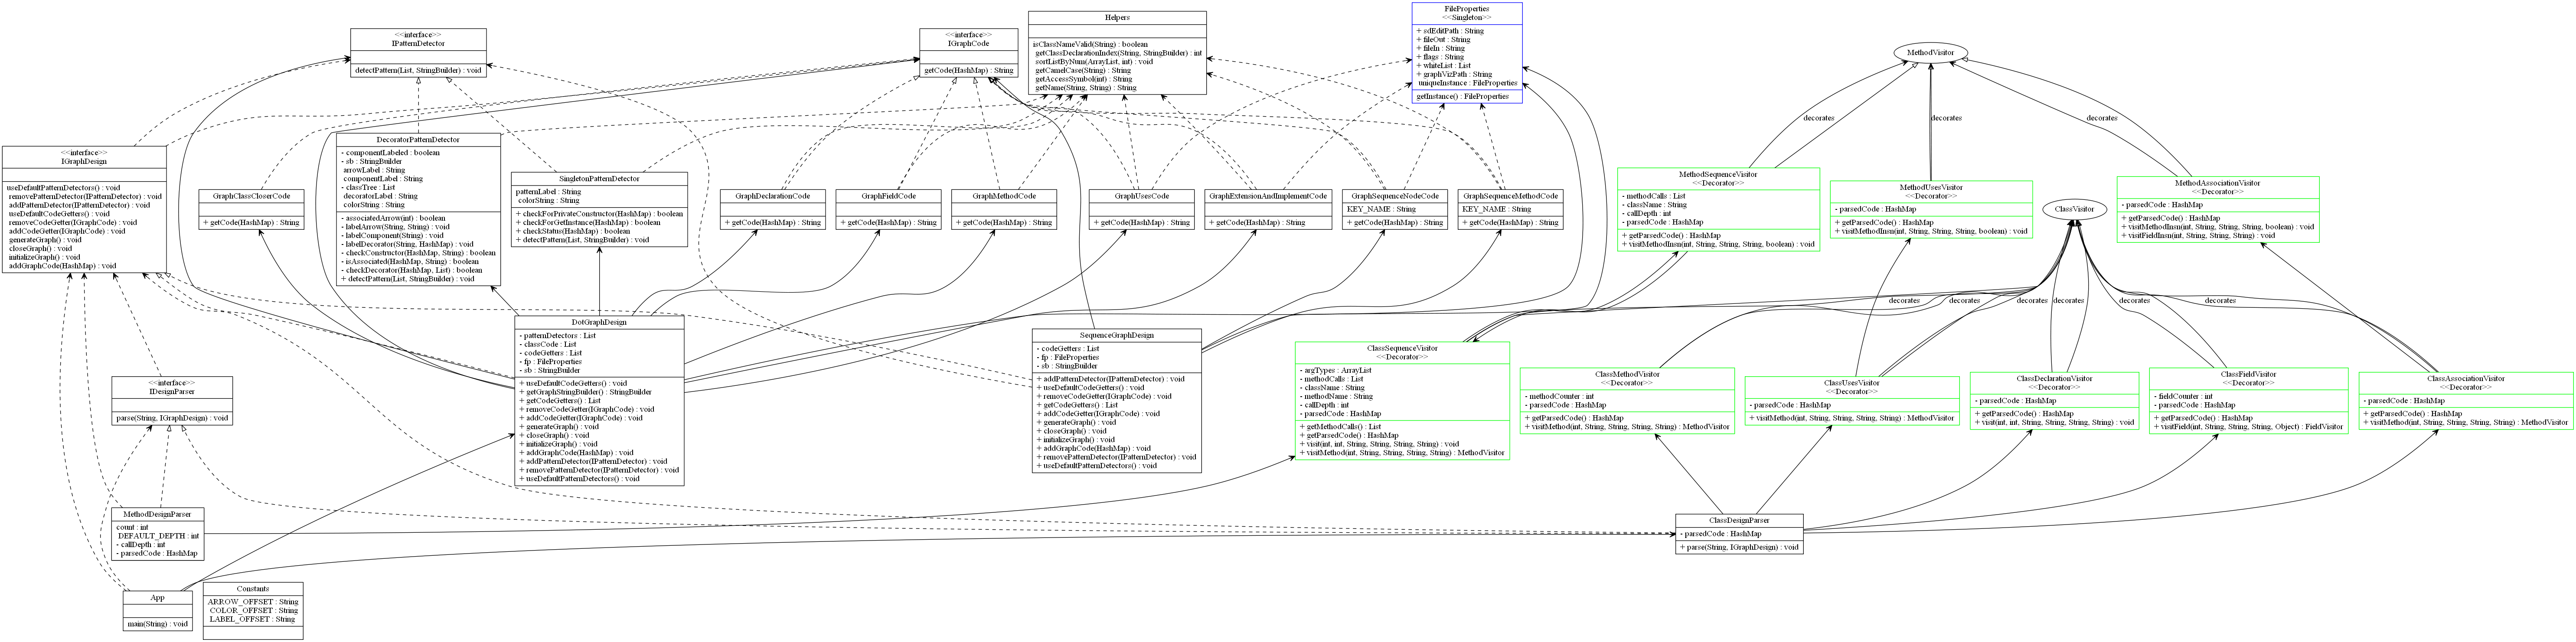 <<interface>>
IPatternDetector
detectPattern(List, StringBuilder) : void
<<interface>>
IGraphCode
getCode(HashMap) : String
Helpers
isClassNameValid(String) : boolean
getClassDeclarationIndex(String, StringBuilder) : int
sortListByNum(ArrayList, int) : void
getCamelCase(String) : String
getAccessSymbol(int) : String
getName(String, String) : String
FileProperties
<<Singleton>>
+ sdEditPath : String
+ fileOut : String
+ fileIn : String
+ flags : String
+ whiteList : List
+ graphVizPath : String
uniqueInstance : FileProperties
getInstance() : FileProperties
MethodVisitor
decorates
decorates
decorates
<<interface>>
IGraphDesign
useDefaultPatternDetectors() : void
removePatternDetector(IPatternDetector) : void
addPatternDetector(IPatternDetector) : void
useDefaultCodeGetters() : void
removeCodeGetter(IGraphCode) : void
addCodeGetter(IGraphCode) : void
generateGraph() : void
closeGraph() : void
initializeGraph() : void
addGraphCode(HashMap) : void
GraphClassCloserCode
+ getCode(HashMap) : String
DecoratorPatternDetector
- componentLabeled : boolean
- sb : StringBuilder
arrowLabel : String
componentLabel : String
- classTree : List
decoratorLabel : String
colorString : String
- associatedArrow(int) : boolean
- labelArrow(String, String) : void
- labelComponent(String) : void
- labelDecorator(String, HashMap) : void
- checkConstructor(HashMap, String) : boolean
- isAssociated(HashMap, String) : boolean
- checkDecorator(HashMap, List) : boolean
+ detectPattern(List, StringBuilder) : void
SingletonPatternDetector
patternLabel : String
colorString : String
+ checkForPrivateConstructor(HashMap) : boolean
+ checkForGetInstance(HashMap) : boolean
+ checkStatus(HashMap) : boolean
+ detectPattern(List, StringBuilder) : void
GraphDeclarationCode
+ getCode(HashMap) : String
GraphFieldCode
+ getCode(HashMap) : String
GraphMethodCode
+ getCode(HashMap) : String
GraphUsesCode
+ getCode(HashMap) : String
GraphExtensionAndImplementCode
+ getCode(HashMap) : String
GraphSequenceNodeCode
KEY_NAME : String
+ getCode(HashMap) : String
GraphSequenceMethodCode
KEY_NAME : String
+ getCode(HashMap) : String
MethodSequenceVisitor
<<Decorator>>
- methodCalls : List
- className : String
- callDepth : int
- parsedCode : HashMap
+ getParsedCode() : HashMap
+ visitMethodInsn(int, String, String, String, boolean) : void
MethodUsesVisitor
<<Decorator>>
- parsedCode : HashMap
+ getParsedCode() : HashMap
+ visitMethodInsn(int, String, String, String, boolean) : void
MethodAssociationVisitor
<<Decorator>>
- parsedCode : HashMap
+ getParsedCode() : HashMap
+ visitMethodInsn(int, String, String, String, boolean) : void
+ visitFieldInsn(int, String, String, String) : void
ClassVisitor
decorates
decorates
decorates
decorates
decorates
decorates
<<interface>>
IDesignParser
parse(String, IGraphDesign) : void
DotGraphDesign
- patternDetectors : List
- classCode : List
- codeGetters : List
- fp : FileProperties
- sb : StringBuilder
+ useDefaultCodeGetters() : void
+ getGraphStringBuilder() : StringBuilder
+ getCodeGetters() : List
+ removeCodeGetter(IGraphCode) : void
+ addCodeGetter(IGraphCode) : void
+ generateGraph() : void
+ closeGraph() : void
+ initializeGraph() : void
+ addGraphCode(HashMap) : void
+ addPatternDetector(IPatternDetector) : void
+ removePatternDetector(IPatternDetector) : void
+ useDefaultPatternDetectors() : void
SequenceGraphDesign
- codeGetters : List
- fp : FileProperties
- sb : StringBuilder
+ addPatternDetector(IPatternDetector) : void
+ useDefaultCodeGetters() : void
+ removeCodeGetter(IGraphCode) : void
+ getCodeGetters() : List
+ addCodeGetter(IGraphCode) : void
+ generateGraph() : void
+ closeGraph() : void
+ initializeGraph() : void
+ addGraphCode(HashMap) : void
+ removePatternDetector(IPatternDetector) : void
+ useDefaultPatternDetectors() : void
ClassSequenceVisitor
<<Decorator>>
- argTypes : ArrayList
- methodCalls : List
- className : String
- methodName : String
- callDepth : int
- parsedCode : HashMap
+ getMethodCalls() : List
+ getParsedCode() : HashMap
+ visit(int, int, String, String, String, String) : void
+ visitMethod(int, String, String, String, String) : MethodVisitor
ClassMethodVisitor
<<Decorator>>
- methodCounter : int
- parsedCode : HashMap
+ getParsedCode() : HashMap
+ visitMethod(int, String, String, String, String) : MethodVisitor
ClassUsesVisitor
<<Decorator>>
- parsedCode : HashMap
+ visitMethod(int, String, String, String, String) : MethodVisitor
ClassDeclarationVisitor
<<Decorator>>
- parsedCode : HashMap
+ getParsedCode() : HashMap
+ visit(int, int, String, String, String, String) : void
ClassFieldVisitor
<<Decorator>>
- fieldCounter : int
- parsedCode : HashMap
+ getParsedCode() : HashMap
+ visitField(int, String, String, String, Object) : FieldVisitor
ClassAssociationVisitor
<<Decorator>>
- parsedCode : HashMap
+ getParsedCode() : HashMap
+ visitMethod(int, String, String, String, String) : MethodVisitor
MethodDesignParser
count : int
DEFAULT_DEPTH : int
- callDepth : int
- parsedCode : HashMap
ClassDesignParser
- parsedCode : HashMap
+ parse(String, IGraphDesign) : void
App
main(String) : void
Constants
ARROW_OFFSET : String
COLOR_OFFSET : String
LABEL_OFFSET : String